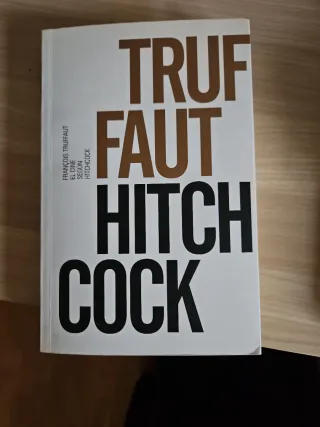 TRUF
FAUT
HITCH
COCK
FRANÇOIS TRUFFAUT
EL CINE
SEGÚN
HITCHCOCK